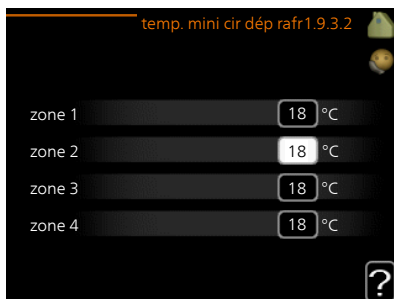 temp. mini cir dép rafr1.9.3.2
zone 1 18 °C
zone 2 18 °C
zone 3 18 °C
zone 4 18 °C
?